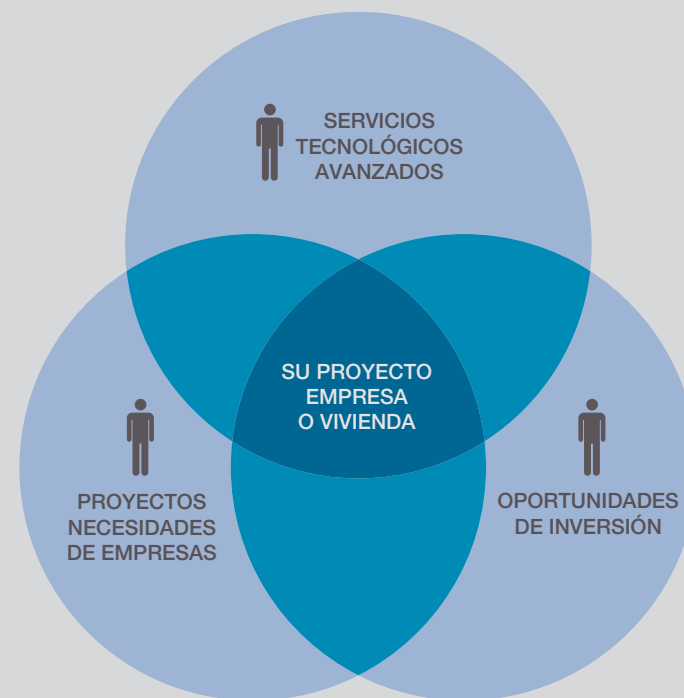 SERVICIOS
TECNOLÓGICOS
AVANZADOS
SU PROYECTO
EMPRESA
O VIVIENDA
PROYECTOS
NECESIDADES
DE EMPRESAS
OPORTUNIDADES
DE INVERSIÓN